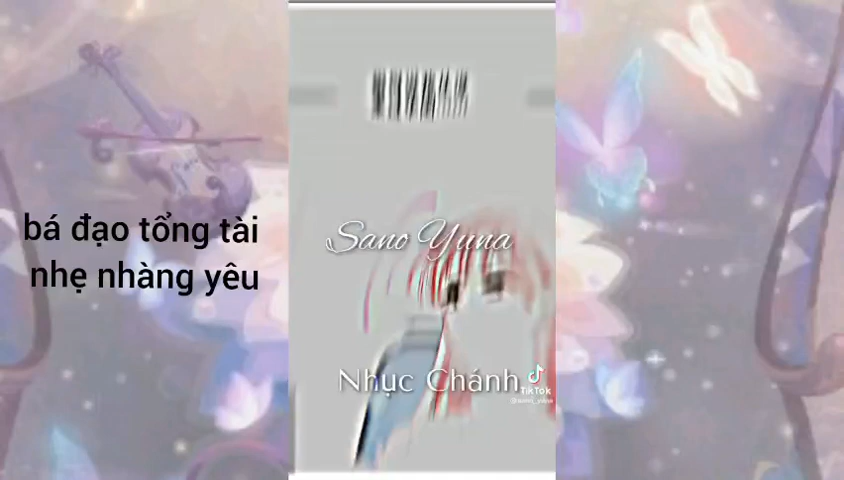 bá đạo tổng tài
nhẹ nhàng yêu
Sano Yuna
Nhục Chánh
TikTok